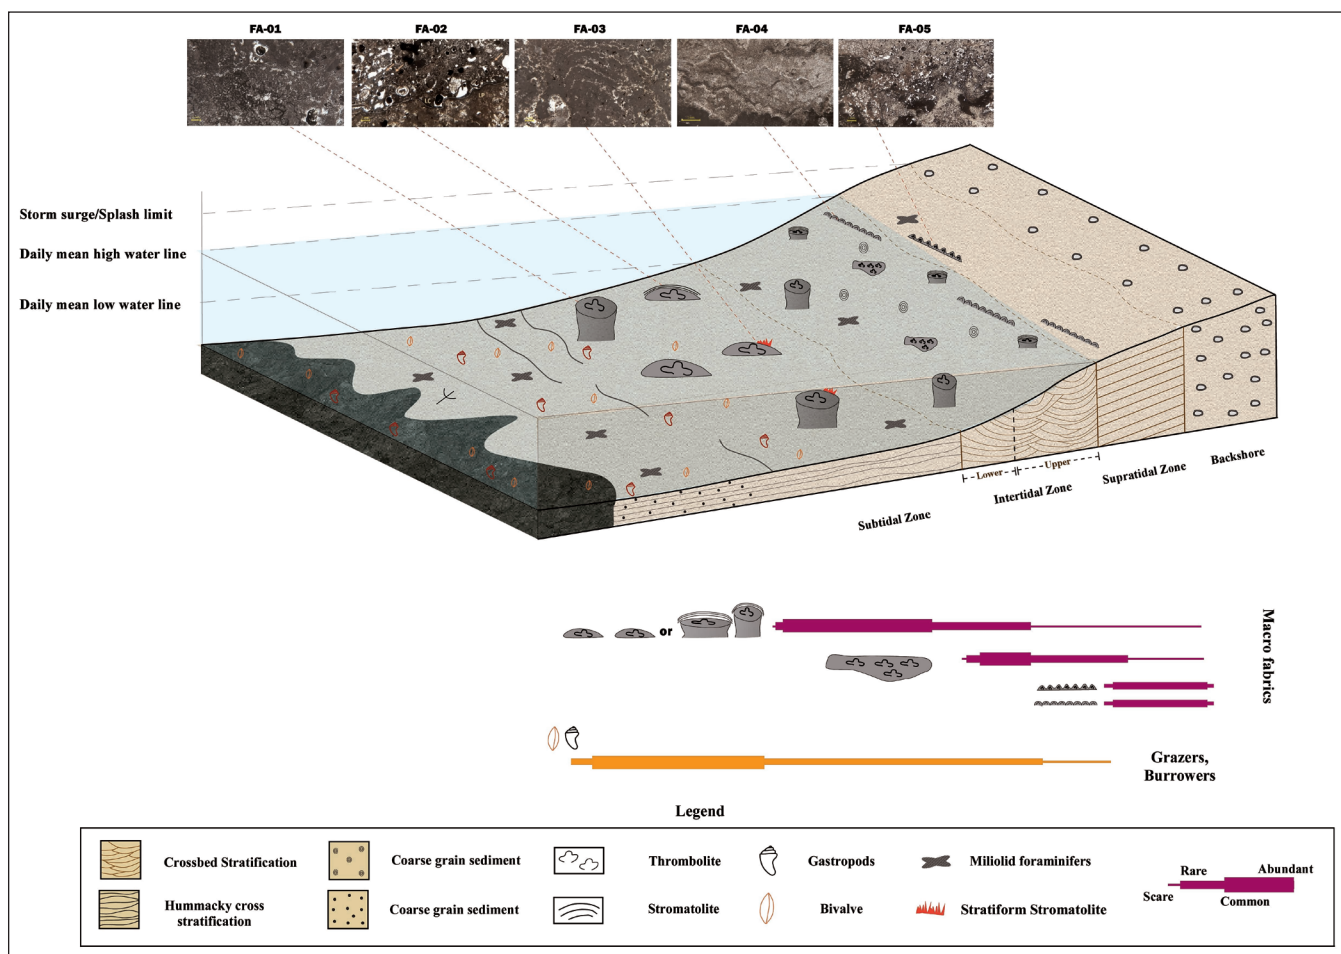 FA-01
FA-02
FA-03
FA-04
FA-05
Storm surge/Splash limit
Daily mean high water line
Daily mean low water line
Lower
Upper
Subtidal Zone
Intertidal Zone
Supratidal Zone
Backshore
or
Macro fabrics
Grazers,
Burrowers
Legend
Crossbed Stratification
Coarse grain sediment
Thrombolite
Gastropods
Miliolid foraminifers
Hummacky cross
stratification
Coarse grain sediment
Stromatolite
Bivalve
Stratiform Stromatolite
Rare
Abundant
Scare
Common